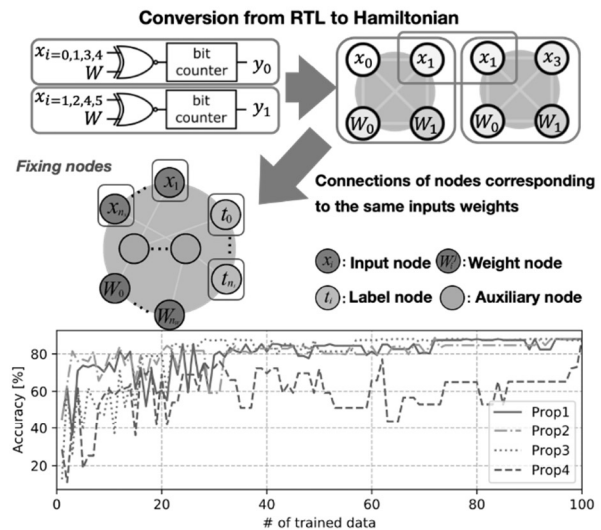 Conversion from RTL to Hamiltonian
x_{i=0,1,3,4}
W
bit
counter
y_0
x_{i=1,2,4,5}
W
bit
counter
y_1
x_0 x_1 x_1 x_3
W_0 W_1 W_0 W_1
Fixing nodes
x_1
t_0
W_0
Connections of nodes corresponding
to the same inputs weights
x_i : Input node W_i : Weight node
t_i : Label node : Auxiliary node
Accuracy [%]
80
60
40
20
0 20 40 60 80 100
# of trained data
Prop1
Prop2
Prop3
Prop4